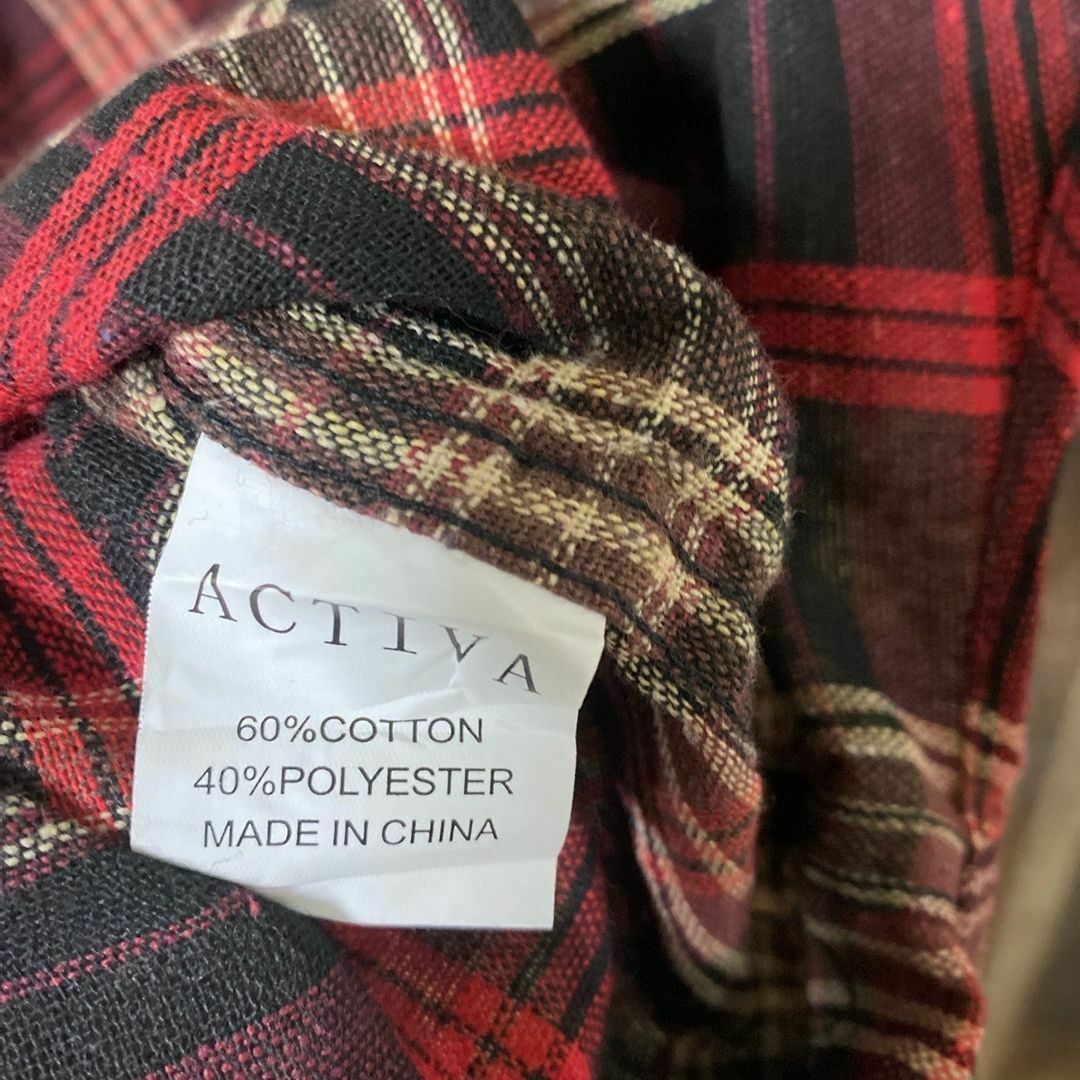 ACTIVA
60%COTTON
40%POLYESTER
MADE IN CHINA